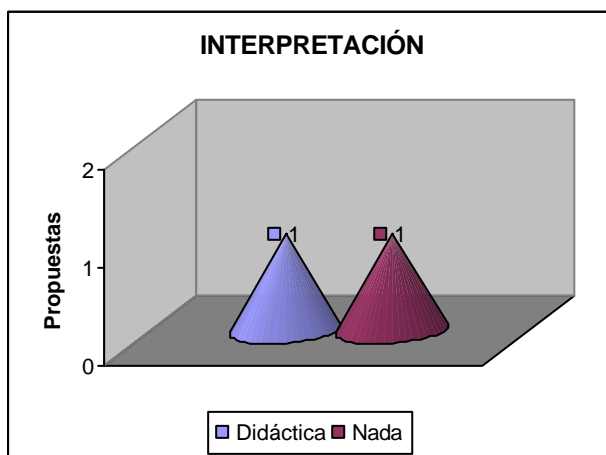 INTERPRETACIÓN
Propuestas
2
1
0
1 1
Didáctica Nada